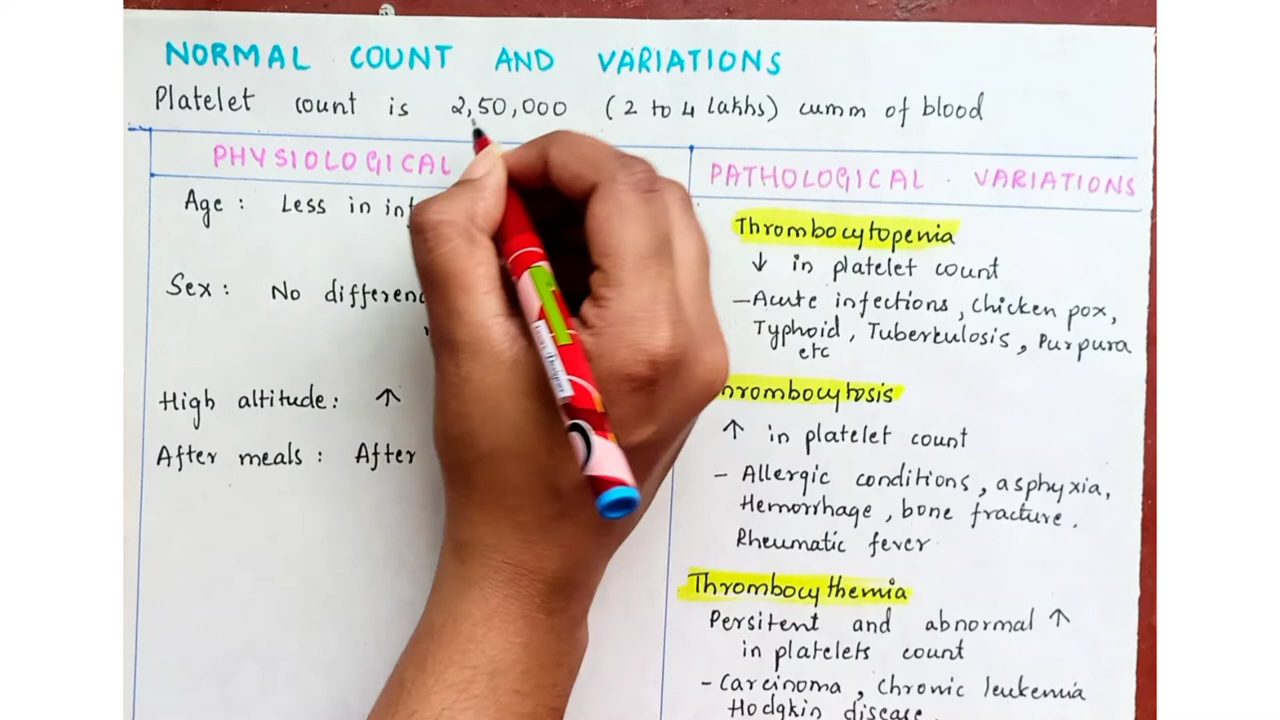 NORMAL COUNT AND VARIATIONS
Platelet count is 2,50,000 (2 to 4 lakhs) cumm of blood
PHYSIOLOGICAL
Age : Less in
Sex : No
High altitude : ↑
After meals : After
PATHOLOGICAL VARIATIONS
Thrombocytopenia
↓ in platelet count
- Acute infections, chicken pox,
Typhoid, Tuberkulosis, Purpura
etc
hrombocytosis
↑ in platelet count
- Allergic conditions, asphyxia,
Hemorrhage, bone fracture.
Rheumatic fever
Thrombocythemia
Persitent and abnormal ↑
in platelets count
- Carcinoma, Chronic leukemia
Hodgkin disease.